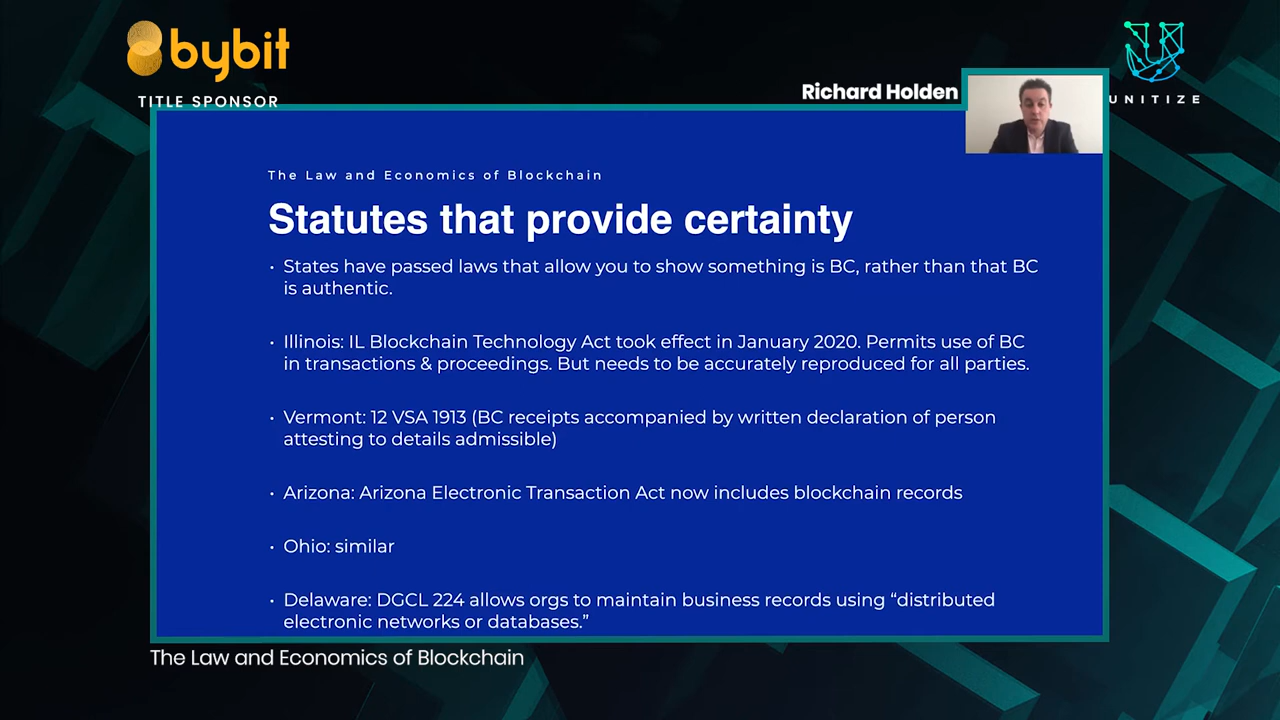 bybit
TITLE SPONSOR
Richard Holden
UNITIZE
The Law and Economics of Blockchain
Statutes that provide certainty
• States have passed laws that allow you to show something is BC, rather than that BC
is authentic.
• Illinois: IL Blockchain Technology Act took effect in January 2020. Permits use of BC
in transactions & proceedings. But needs to be accurately reproduced for all parties.
• Vermont: 12 VSA 1913 (BC receipts accompanied by written declaration of person
attesting to details admissible)
• Arizona: Arizona Electronic Transaction Act now includes blockchain records
• Ohio: similar
• Delaware: DGCL 224 allows orgs to maintain business records using “distributed
electronic networks or databases.”
The Law and Economics of Blockchain